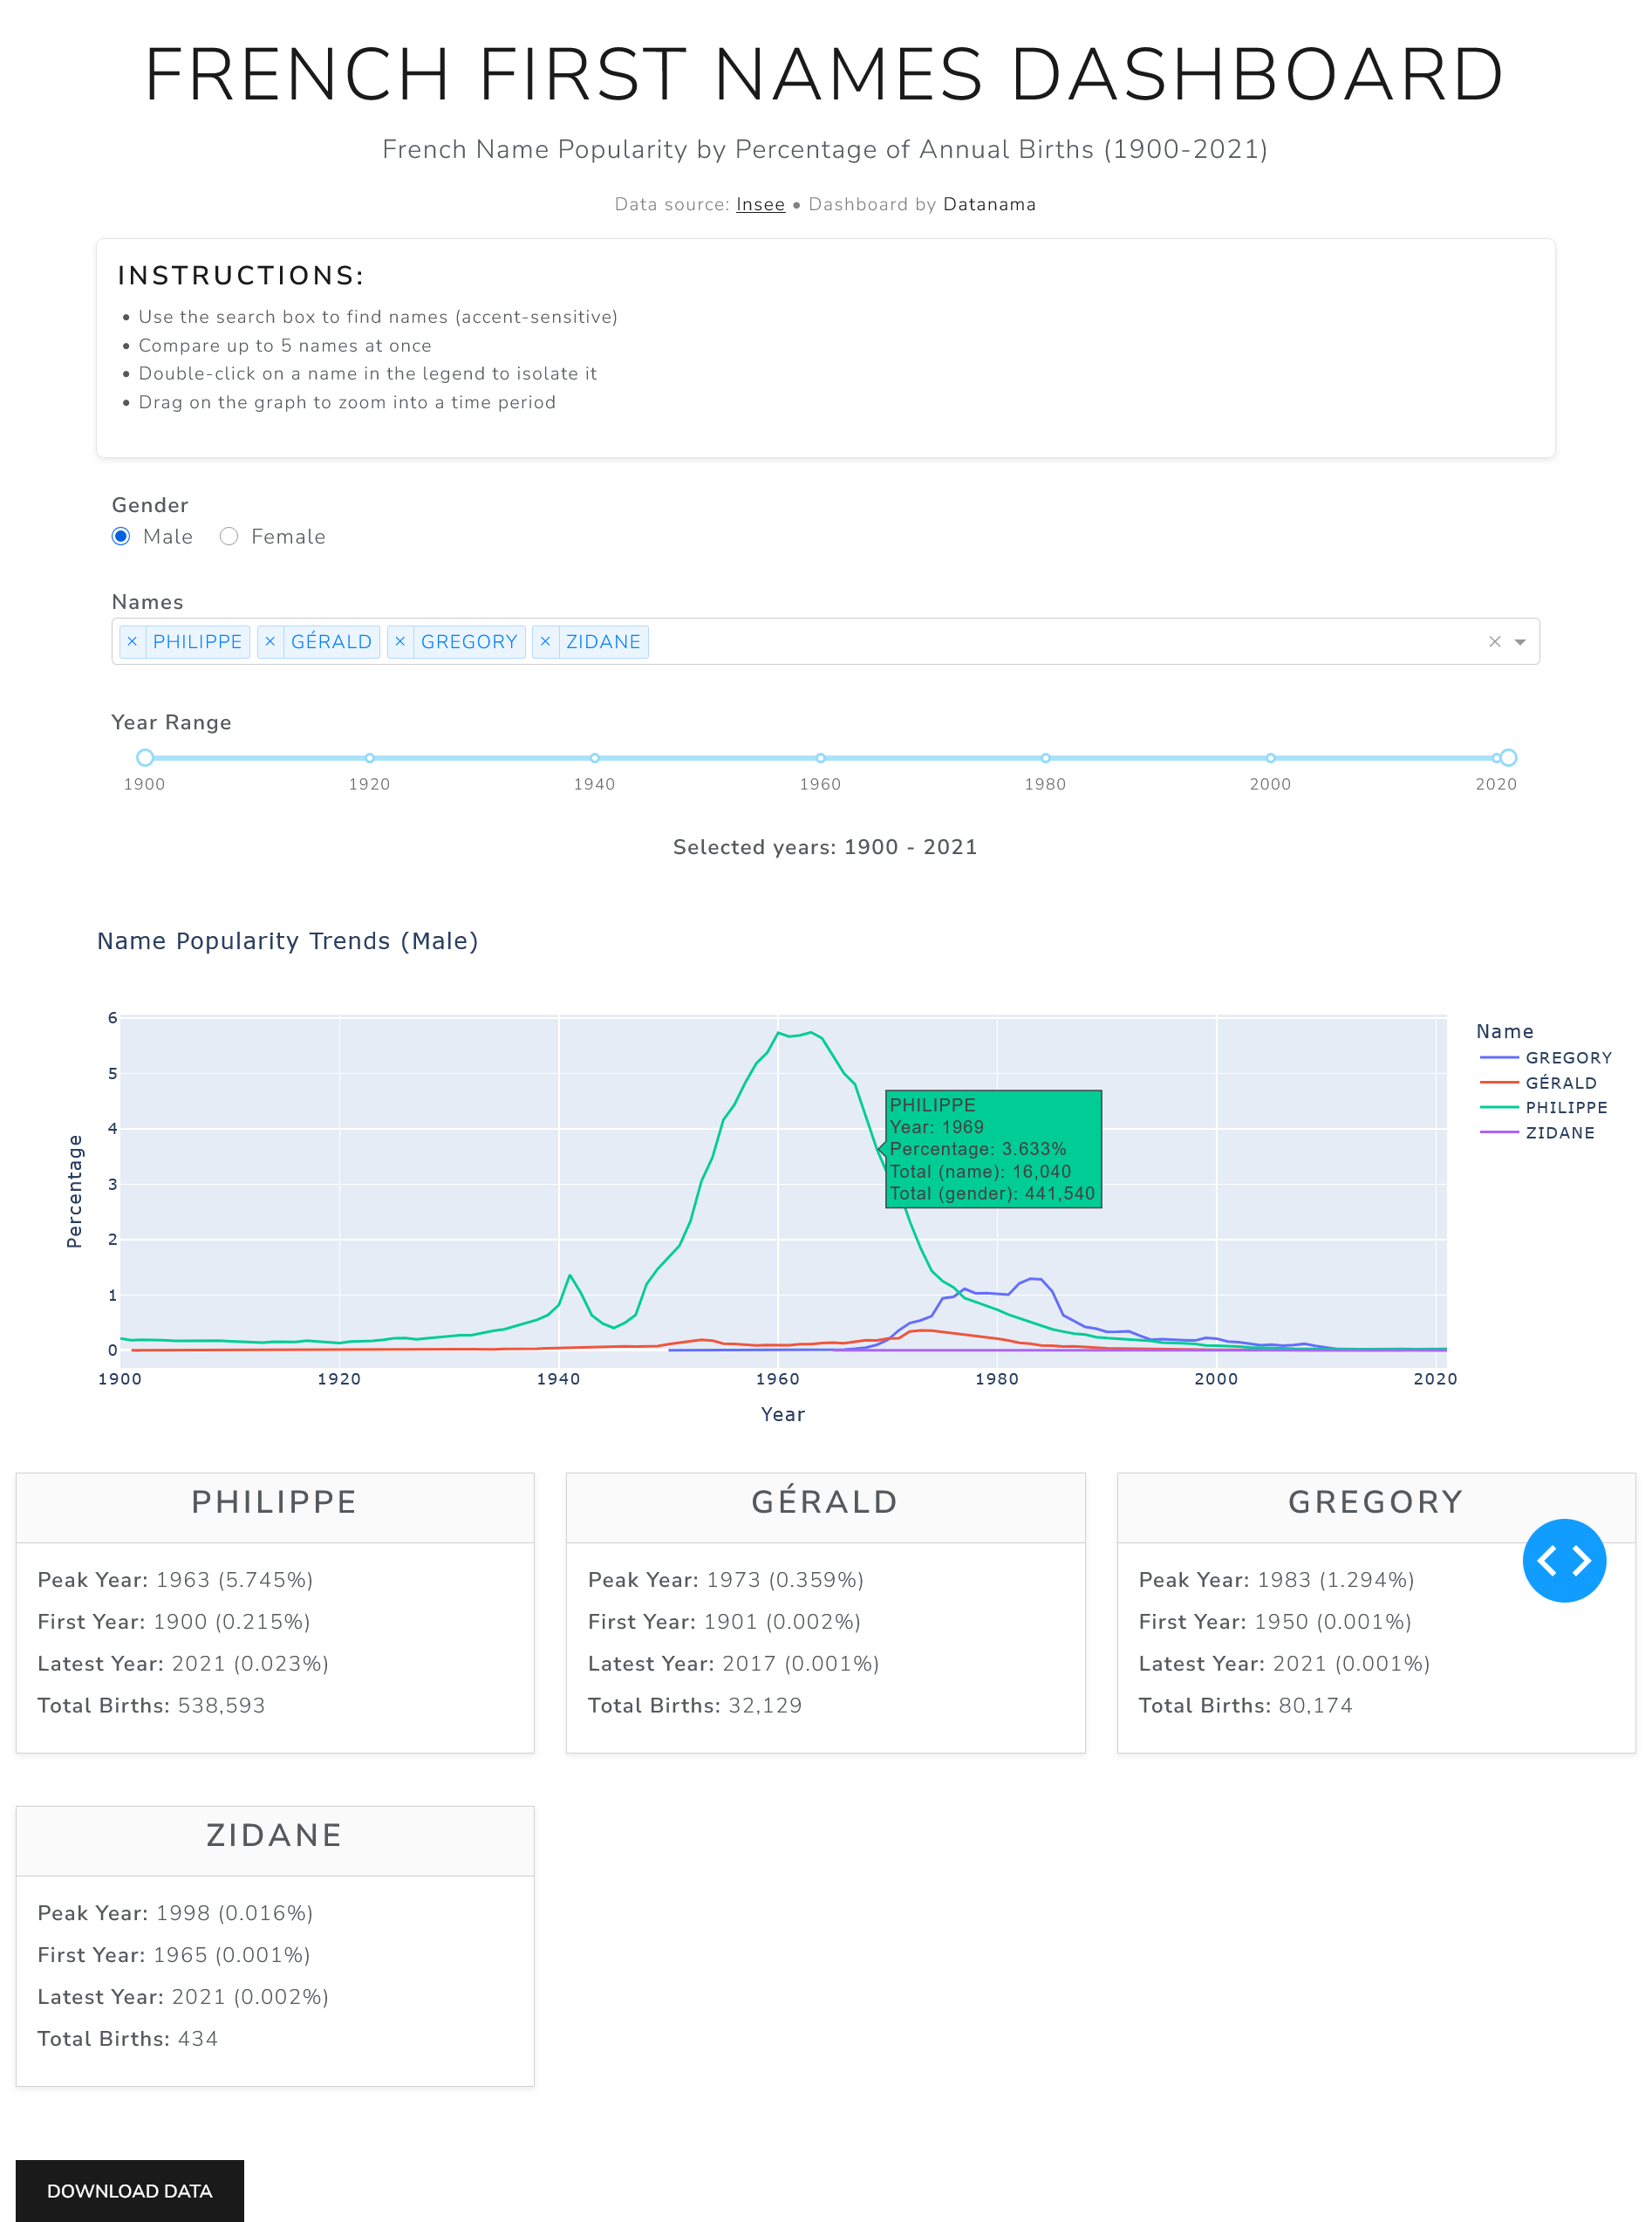 FRENCH FIRST NAMES DASHBOARD
French Name Popularity by Percentage of Annual Births (1900-2021)
Data source: Insee • Dashboard by Datanama
INSTRUCTIONS:
• Use the search box to find names (accent-sensitive)
• Compare up to 5 names at once
• Double-click on a name in the legend to isolate it
• Drag on the graph to zoom into a time period
Gender
Male Female
Names
× PHILIPPE × GÉRALD × GREGORY × ZIDANE ×
Year Range
1900 1920 1940 1960 1980 2000 2020
Selected years: 1900 - 2021
Name Popularity Trends (Male)
6
5
4
3
2
1
0
Percentage
1900 1920 1940 1960 1980 2000 2020
Year
PHILIPPE
Year: 1969
Percentage: 3.633%
Total (name): 16,040
Total (gender): 441,540
Name
GREGORY
GÉRALD
PHILIPPE
ZIDANE
PHILIPPE
Peak Year: 1963 (5.745%)
First Year: 1900 (0.215%)
Latest Year: 2021 (0.023%)
Total Births: 538,593
GÉRALD
Peak Year: 1973 (0.359%)
First Year: 1901 (0.002%)
Latest Year: 2017 (0.001%)
Total Births: 32,129
GREGORY
Peak Year: 1983 (1.294%)
First Year: 1950 (0.001%)
Latest Year: 2021 (0.001%)
Total Births: 80,174
ZIDANE
Peak Year: 1998 (0.016%)
First Year: 1965 (0.001%)
Latest Year: 2021 (0.002%)
Total Births: 434
DOWNLOAD DATA